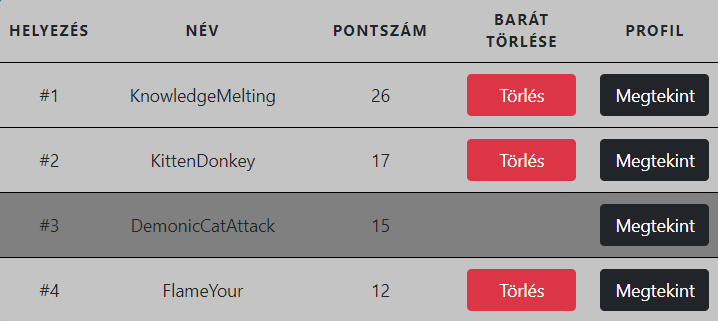 HELYEZÉS NÉV PONTSZÁM BARÁT TÖRLÉSE PROFIL
#1 KnowledgeMelting 26 Törlés Megtekint
#2 KittenDonkey 17 Törlés Megtekint
#3 DemonicCatAttack 15 Megtekint
#4 FlameYour 12 Törlés Megtekint